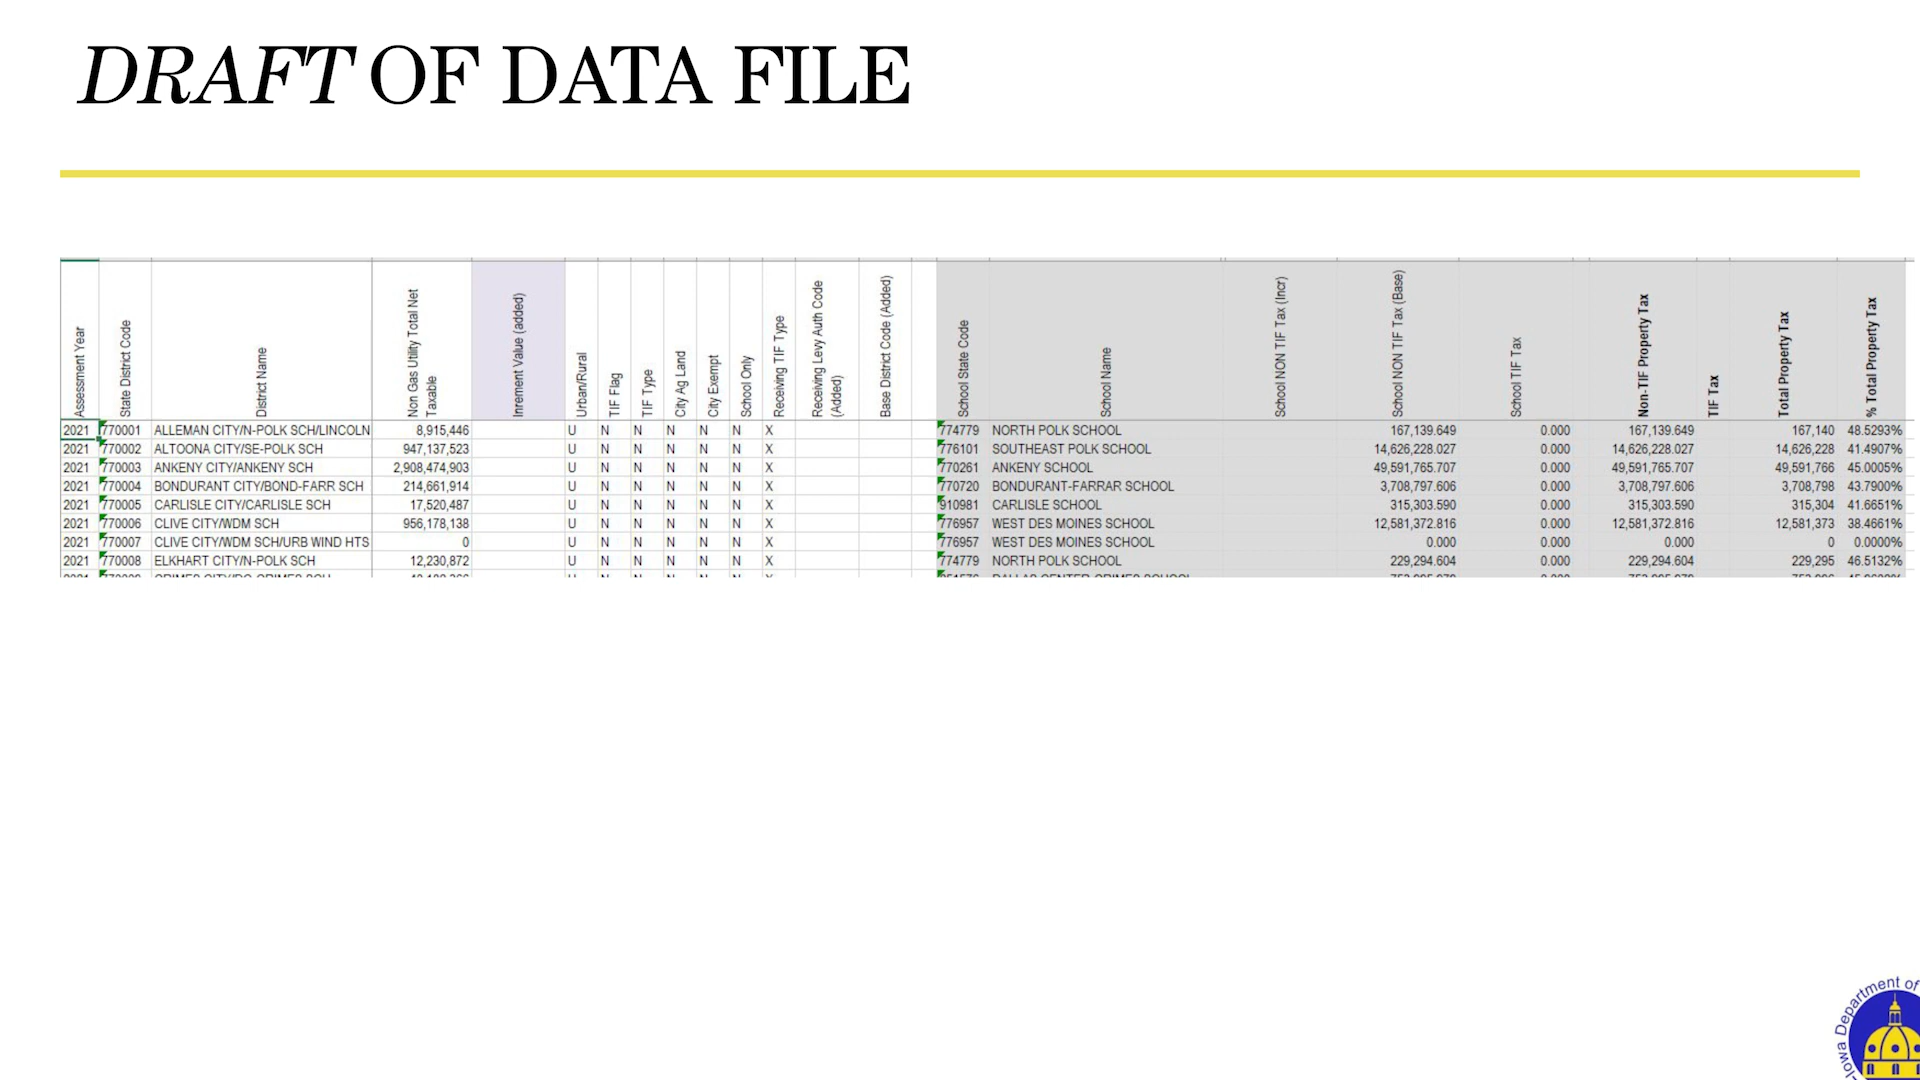 DRAFT OF DATA FILE
Assessment Year
State District Code
District Name
Non Gas Utility Total Net Taxable
Inrement Value (added)
Urban/Rural
TIF Flag
TIF Type
City Ag Land
City Exempt
School Only
Receiving TIF Type
Receiving Levy Auth Code (Added)
Base District Code (Added)
School State Code
School Name
School NON TIF Tax (Incr)
School NON TIF Tax (Base)
School TIF Tax
Non-TIF Property Tax
TIF Tax
Total Property Tax
% Total Property Tax
2021 770001 ALLEMAN CITY/N-POLK SCH/LINCOLN 8,915,446 U N N N N N X 774779 NORTH POLK SCHOOL 167,139.649 0.000 167,139.649 167,140 48.5293%
2021 770002 ALTOONA CITY/SE-POLK SCH 947,137,523 U N N N N N X 776101 SOUTHEAST POLK SCHOOL 14,626,228.027 0.000 14,626,228.027 14,626,228 41.4907%
2021 770003 ANKENY CITY/ANKENY SCH 2,908,474,903 U N N N N N X 770261 ANKENY SCHOOL 49,591,765.707 0.000 49,591,765.707 49,591,766 45.0005%
2021 770004 BONDURANT CITY/BOND-FARR SCH 214,661,914 U N N N N N X 770720 BONDURANT-FARRAR SCHOOL 3,708,797.606 0.000 3,708,797.606 3,708,798 43.7900%
2021 770005 CARLISLE CITY/CARLISLE SCH 17,520,487 U N N N N N X 910981 CARLISLE SCHOOL 315,303.590 0.000 315,303.590 315,304 41.6651%
2021 770006 CLIVE CITY/WDM SCH 956,178,138 U N N N N N X 776957 WEST DES MOINES SCHOOL 12,581,372.816 0.000 12,581,372.816 12,581,373 38.4661%
2021 770007 CLIVE CITY/WDM SCH/URB WIND HTS 0 U N N N N N X 776957 WEST DES MOINES SCHOOL 0.000 0.000 0.000 0 0.0000%
2021 770008 ELKHART CITY/N-POLK SCH 12,230,872 U N N N N N X 774779 NORTH POLK SCHOOL 229,294.604 0.000 229,294.604 229,295 46.5132%
Iowa Department of